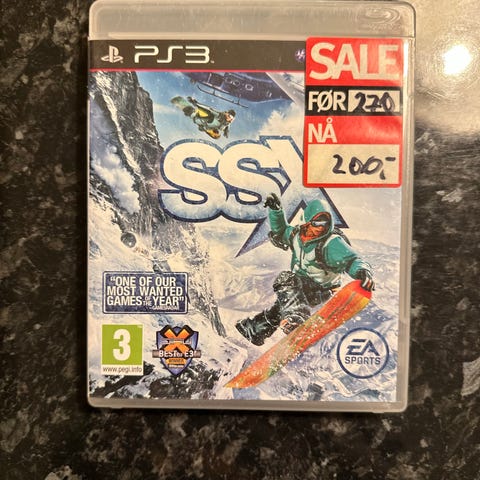 PS3
SALE
FØR 270
NÅ
200,-
SSX
"ONE OF OUR
MOST WANTED
GAMES OF THE YEAR"
-GAMESRADAR
3
www.pegi.info
BEST OF E3
EA
SPORTS